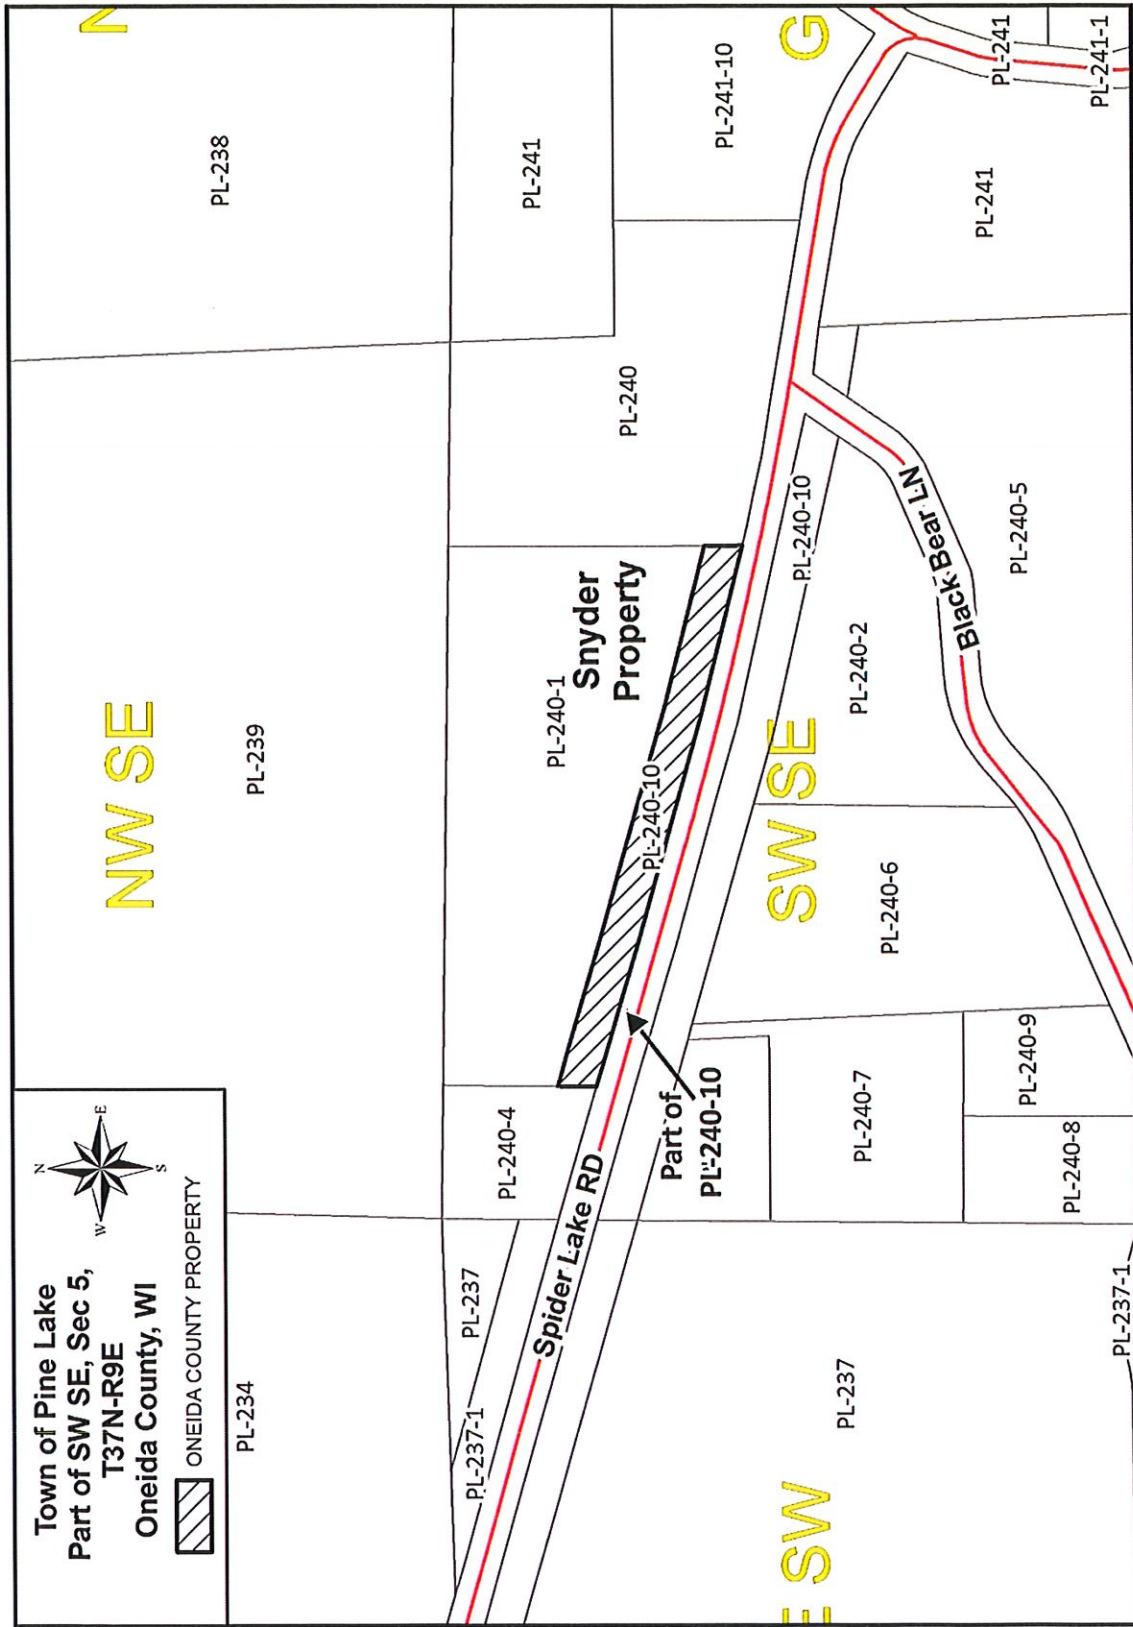 Town of Pine Lake
Part of SW SE, Sec 5,
T37N-R9E
Oneida County, WI
ONEIDA COUNTY PROPERTY
N
W
E
S
NW SE
N
PL-234
PL-239
PL-238
PL-237-1
PL-237
PL-240-4
PL-240-1
Snyder
Property
PL-240
PL-241
PL-241-10
G
PL-240-10
Spider Lake RD
Part of
PL-240-10
PL-240-10
SW SE
E SW
PL-237
PL-240-7
PL-240-6
PL-240-2
Black Bear LN
PL-240-5
PL-241
PL-241
PL-241-1
PL-240-8
PL-240-9
PL-237-1